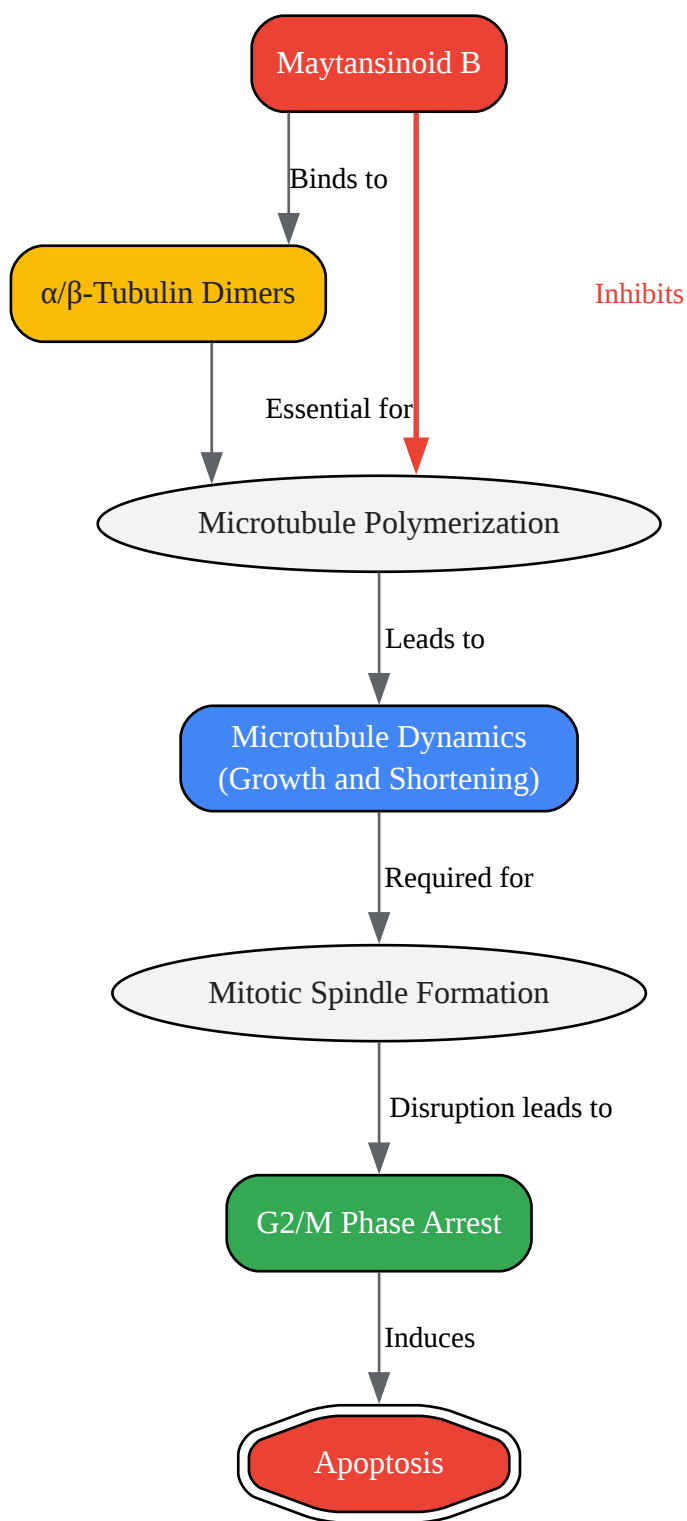 Maytansinoid B
Binds to
α/β-Tubulin Dimers
Inhibits
Essential for
Microtubule Polymerization
Leads to
Microtubule Dynamics
(Growth and Shortening)
Required for
Mitotic Spindle Formation
Disruption leads to
G2/M Phase Arrest
Induces
Apoptosis